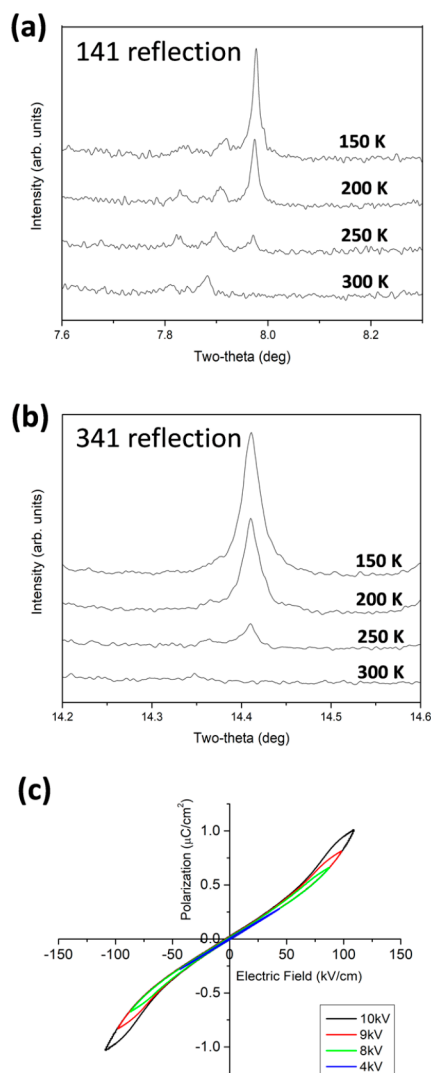 (a)
141 reflection
Intensity (arb. units)
150 K
200 K
250 K
300 K
7.6 7.8 8.0 8.2
Two-theta (deg)
(b)
341 reflection
Intensity (arb. units)
150 K
200 K
250 K
300 K
14.2 14.3 14.4 14.5 14.6
Two-theta (deg)
(c)
Polarization (μC/cm²)
1.0
0.5
0.0
-150 -100 -50 0 50 100 150
Electric Field (kV/cm)
-0.5
-1.0
10kV
9kV
8kV
4kV